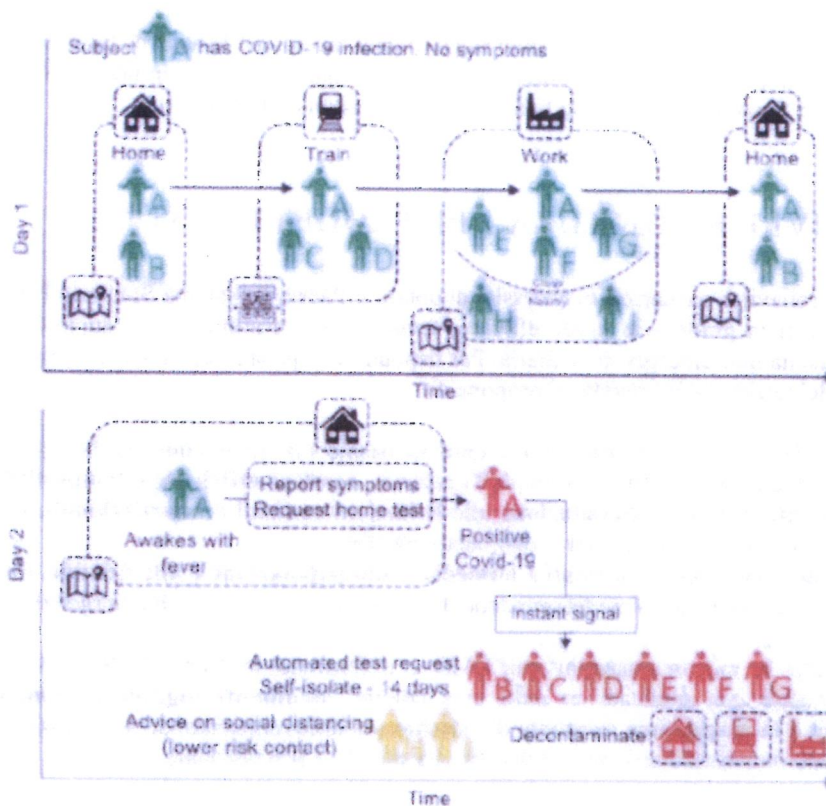 Subject A has COVID-19 infection. No symptoms
Day 1
Home
Train
Work
Home
A
A
A
A
B
C
D
E
F
G
B
Close
Nearby
H
I
Time
Day 2
A
Awakes with
fever
Report symptoms
Request home test
A
Positive
Covid-19
Instant signal
Automated test request
Self-isolate - 14 days
B C D E F G
Advice on social distancing
(lower risk contact)
H I
Decontaminate
Time